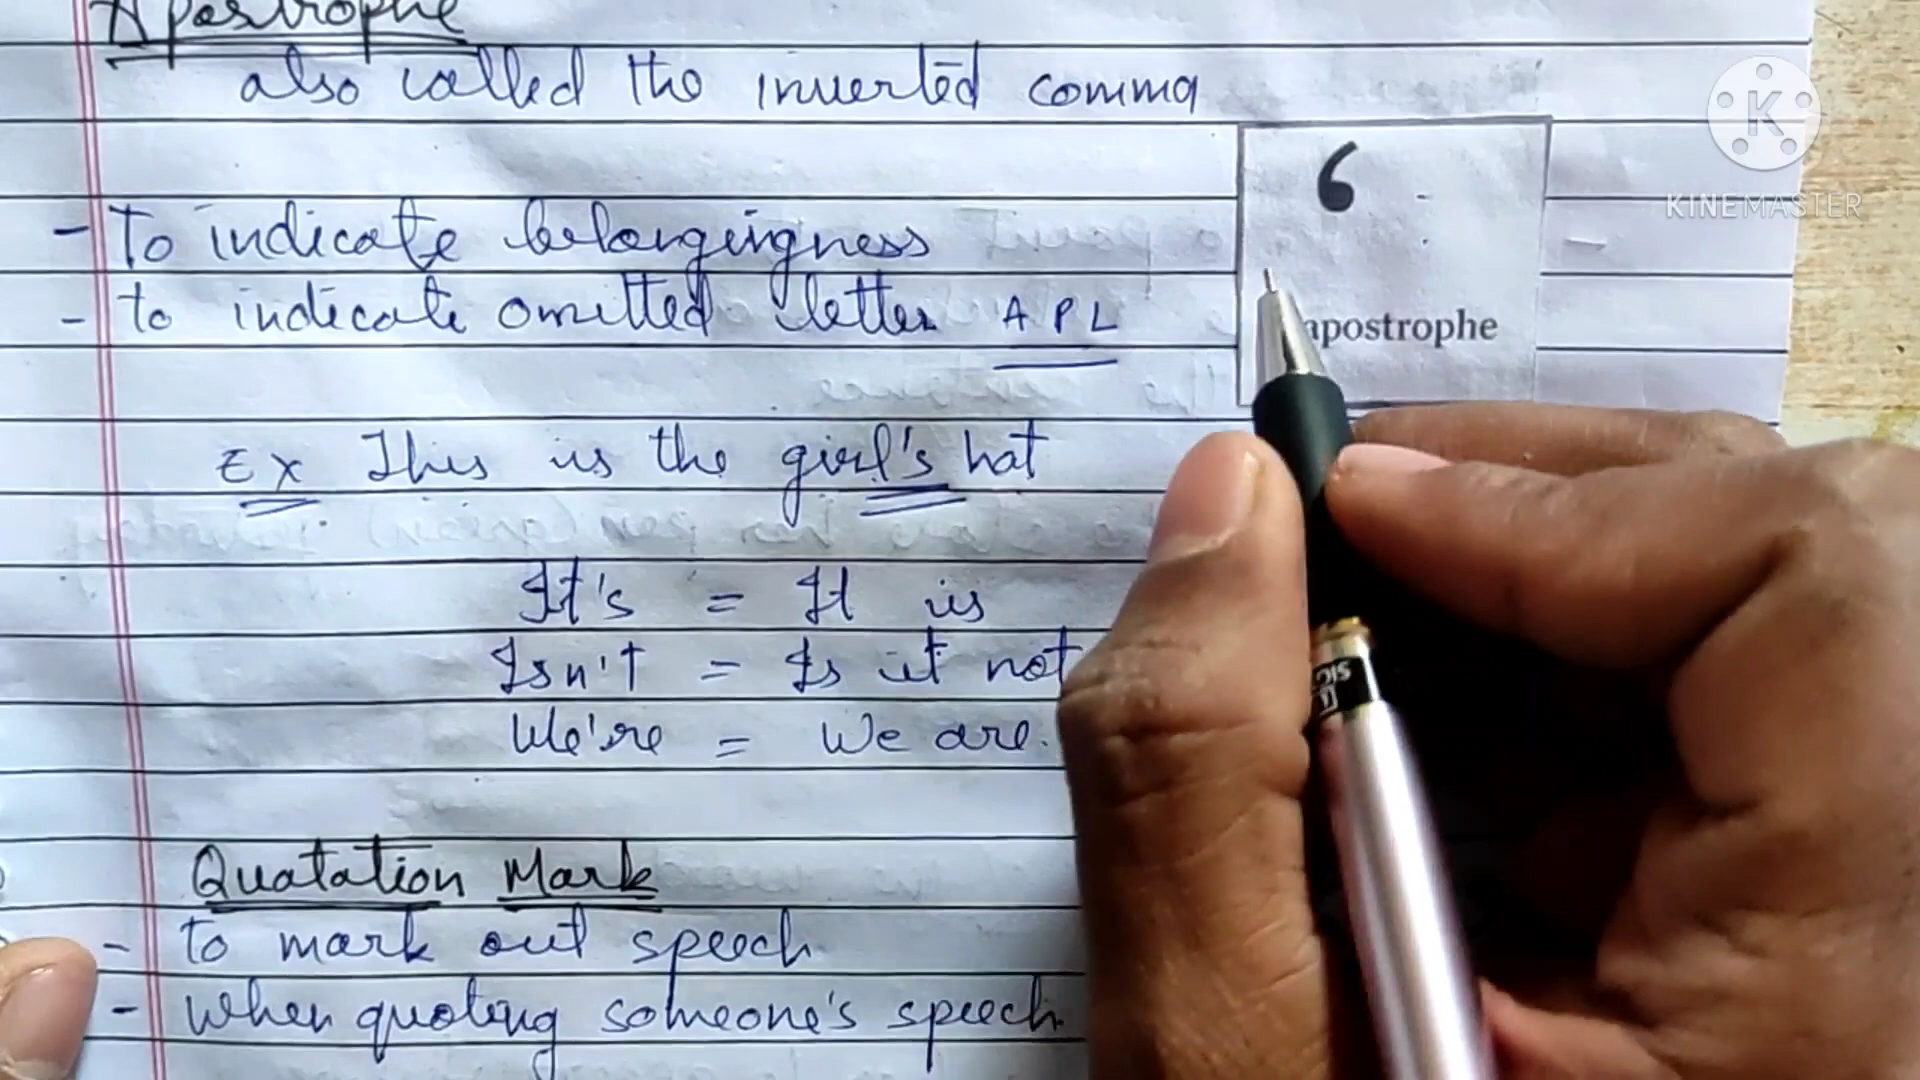 Apostrophe
also called the inverted comma
K
KINEMASTER
‘
apostrophe
- To indicate belongingness
- to indicate omitted letter A P L
Ex This is the girl's hat
It's = It is
Isn't = Is it not
We're = We are.
Quatation Mark
- to mark out speech
- when quoting someone's speech.